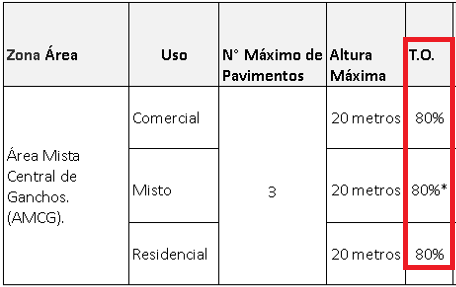 Zona Área
Uso
N° Máximo de
Pavimentos
Altura
Máxima
T.O.
Área Mista
Central de
Ganchos.
(AMCG).
Comercial
3
20 metros
80%
Misto
20 metros
80%*
Residencial
20 metros
80%